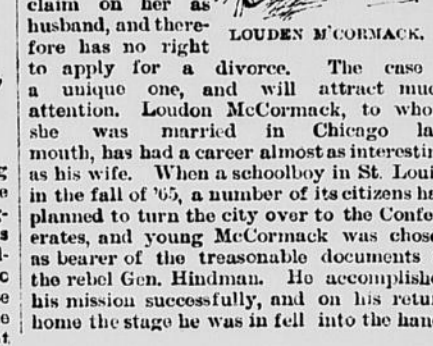 claim on her as
husband, and there-
fore has no right
LOUDEN M'CORMACK.
to apply for a divorce. The case
a unique one, and will attract muc
attention. Loudon McCormack, to who
she was married in Chicago la
mouth, has had a career almost as interestin
as his wife. When a schoolboy in St. Loui
in the fall of '65, a number of its citizens ha
planned to turn the city over to the Confe
erates, and young McCormack was chose
as bearer of the treasonable documents
the rebel Gen. Hindman. He accomplishe
his mission successfully, and on his retu
home the stage he was in fell into the han